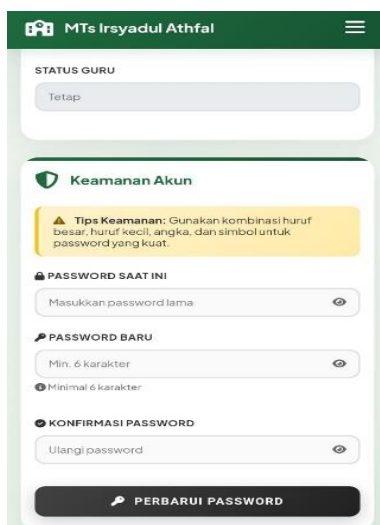 MTs Irsyadul Athfal
STATUS GURU
Tetap
Keamanan Akun
Tips Keamanan: Gunakan kombinasi huruf
besar, huruf kecil, angka, dan simbol untuk
password yang kuat.
PASSWORD SAAT INI
Masukkan password lama
PASSWORD BARU
Min. 6 karakter
Minimal 6 karakter
KONFIRMASI PASSWORD
Ulangi password
PERBARUI PASSWORD